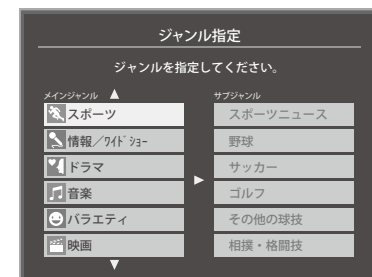 ジャンル指定
ジャンルを指定してください。
メインジャンル
スポーツ
情報／ﾜｲﾄﾞｼｮｰ
ドラマ
音楽
バラエティ
映画
サブジャンル
スポーツニュース
野球
サッカー
ゴルフ
その他の球技
相撲・格闘技